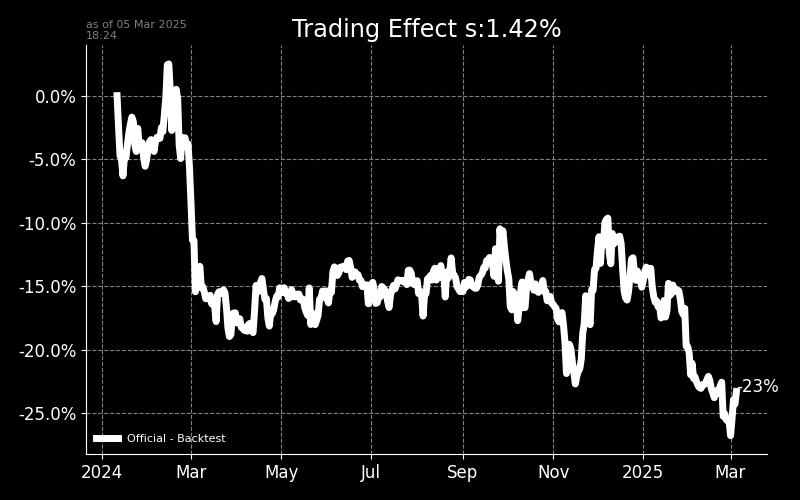 as of 05 Mar 2025
18:24
Trading Effect s:1.42%
0.0%
-5.0%
-10.0%
-15.0%
-20.0%
-25.0%
-23%
Official - Backtest
2024 Mar May Jul Sep Nov 2025 Mar